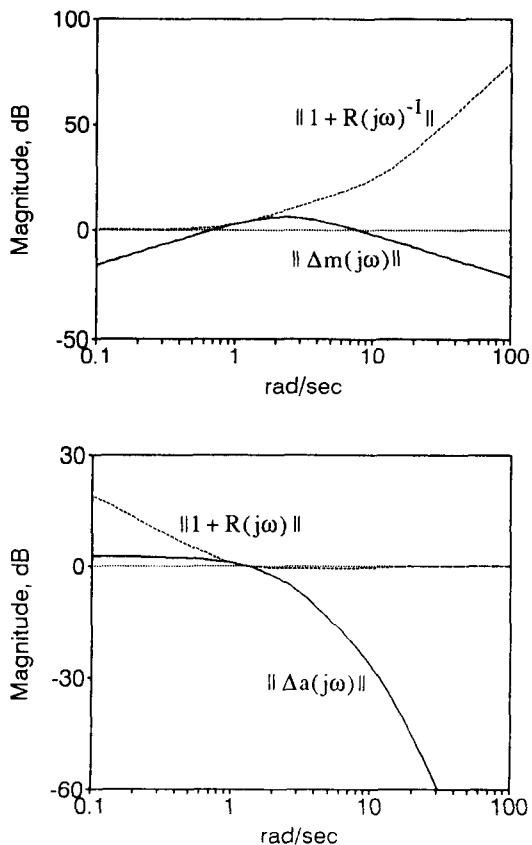 100
50
0
-50
Magnitude, dB
‖ 1 + R(jω)⁻¹ ‖
‖ Δm(jω) ‖
0.1 1 10 100
rad/sec
30
0
-30
-60
Magnitude, dB
‖ 1 + R(jω) ‖
‖ Δa(jω) ‖
0.1 1 10 100
rad/sec